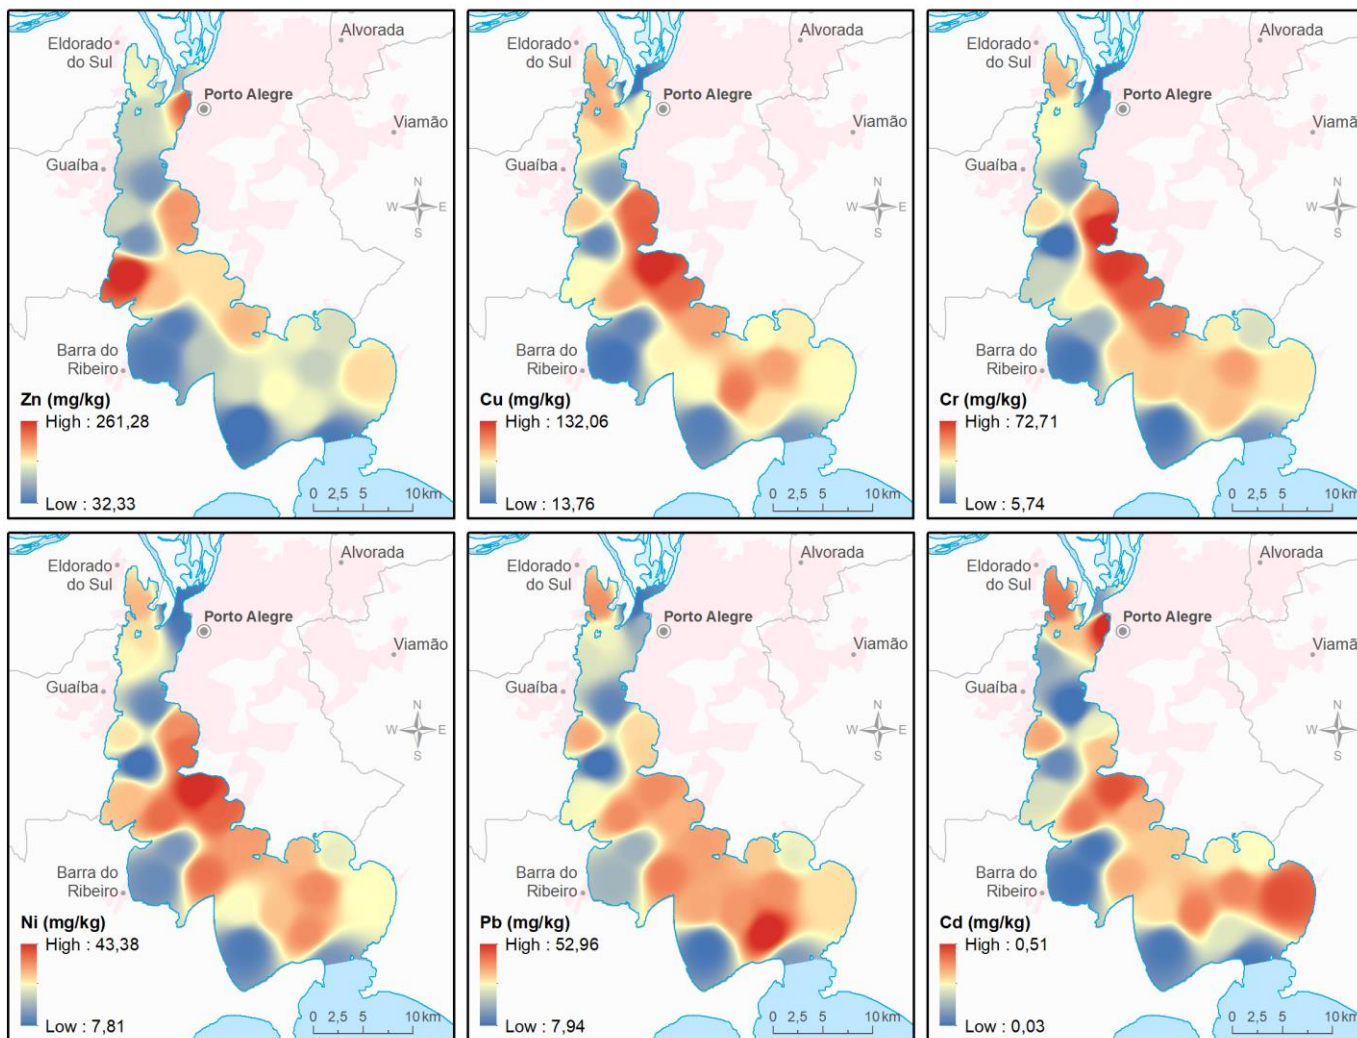 Alvorada
Eldorado
do Sul
Porto Alegre
Viamão
Guaíba
N
W E
S
Barra do
Ribeiro
Zn (mg/kg)
High : 261,28
Low : 32,33
0 2,5 5 10 km
Alvorada
Eldorado
do Sul
Porto Alegre
Viamão
Guaíba
N
W E
S
Barra do
Ribeiro
Cu (mg/kg)
High : 132,06
Low : 13,76
0 2,5 5 10 km
Alvorada
Eldorado
do Sul
Porto Alegre
Viamão
Guaíba
N
W E
S
Barra do
Ribeiro
Cr (mg/kg)
High : 72,71
Low : 5,74
0 2,5 5 10 km
Alvorada
Eldorado
do Sul
Porto Alegre
Viamão
Guaíba
N
W E
S
Barra do
Ribeiro
Ni (mg/kg)
High : 43,38
Low : 7,81
0 2,5 5 10 km
Alvorada
Eldorado
do Sul
Porto Alegre
Viamão
Guaíba
N
W E
S
Barra do
Ribeiro
Pb (mg/kg)
High : 52,96
Low : 7,94
0 2,5 5 10 km
Alvorada
Eldorado
do Sul
Porto Alegre
Viamão
Guaíba
N
W E
S
Barra do
Ribeiro
Cd (mg/kg)
High : 0,51
Low : 0,03
0 2,5 5 10 km